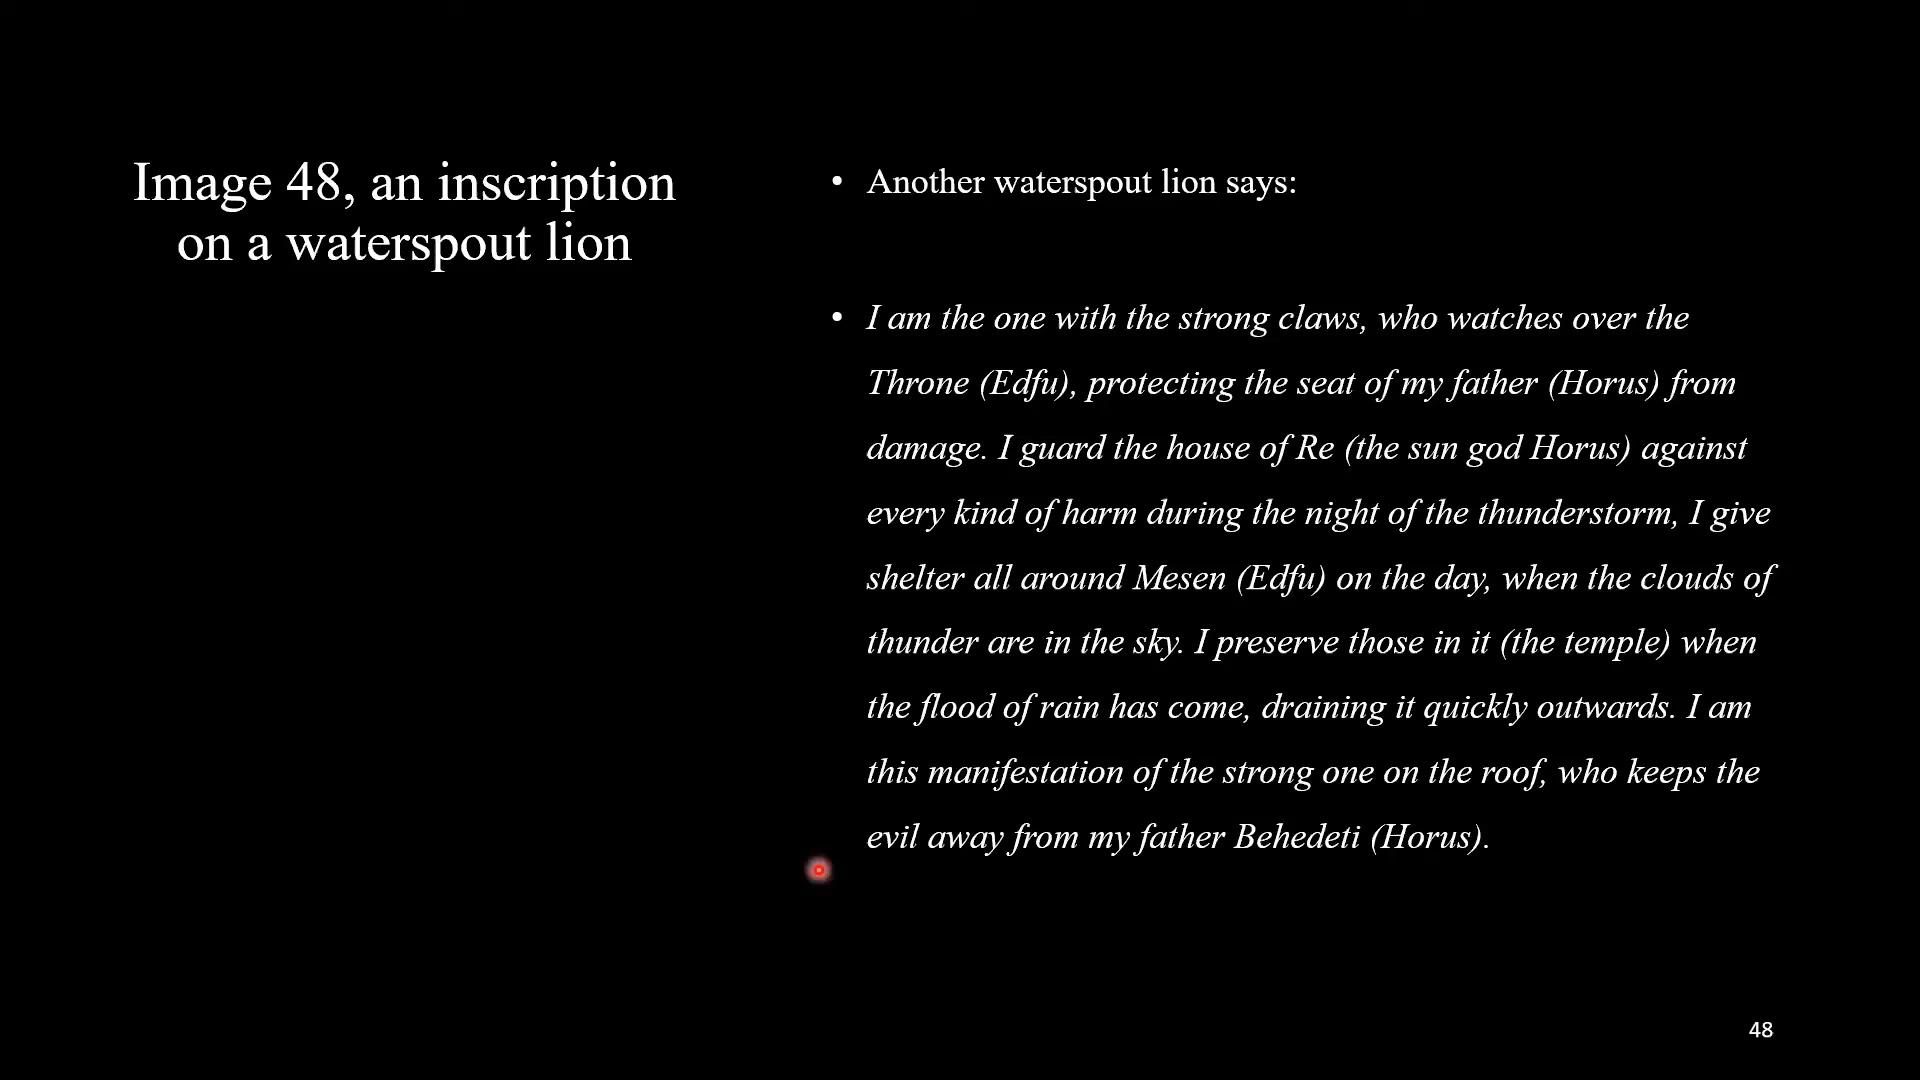 Image 48, an inscription
on a waterspout lion
• Another waterspout lion says:
• I am the one with the strong claws, who watches over the
Throne (Edfu), protecting the seat of my father (Horus) from
damage. I guard the house of Re (the sun god Horus) against
every kind of harm during the night of the thunderstorm, I give
shelter all around Mesen (Edfu) on the day, when the clouds of
thunder are in the sky. I preserve those in it (the temple) when
the flood of rain has come, draining it quickly outwards. I am
this manifestation of the strong one on the roof, who keeps the
evil away from my father Behedeti (Horus).
48